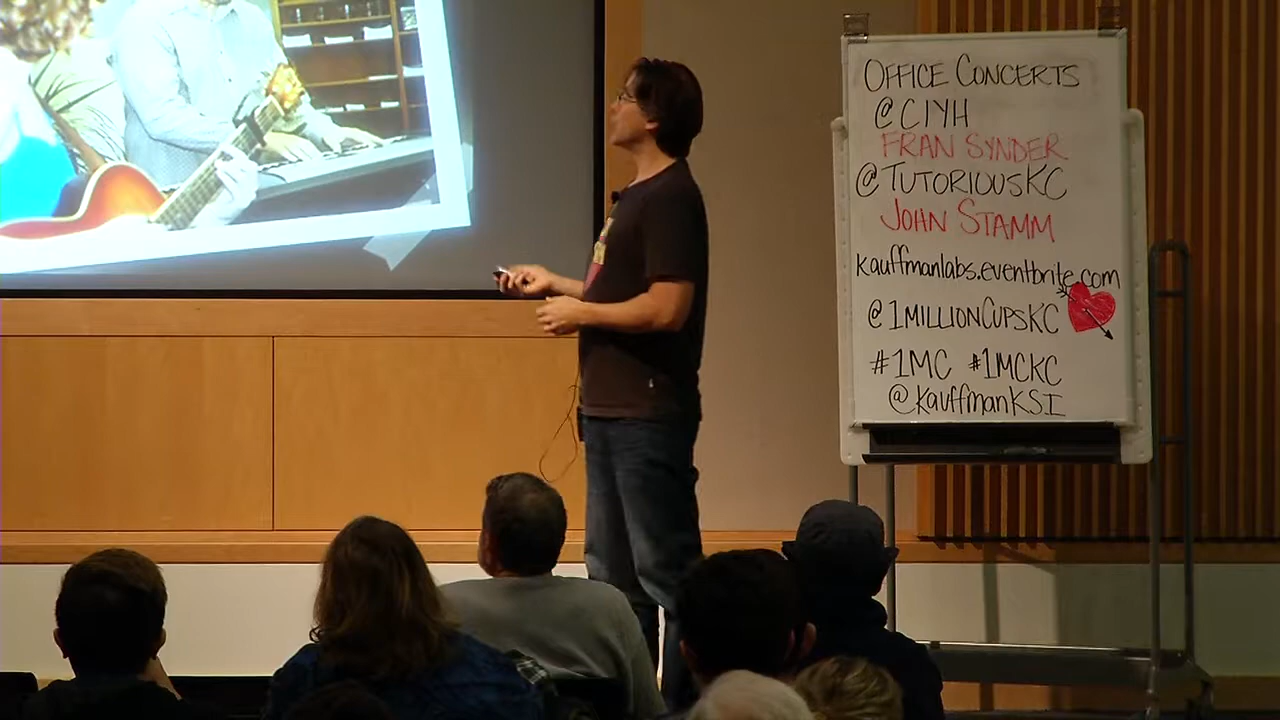 OFFICE CONCERTS
@CIYH
FRAN SYNDER
@TUTORIOUSKC
JOHN STAMM
kauffmanlabs.eventbrite.com
@1MILLIONCUPSKC
#1MC #1MCKC
@KauffmanKSI